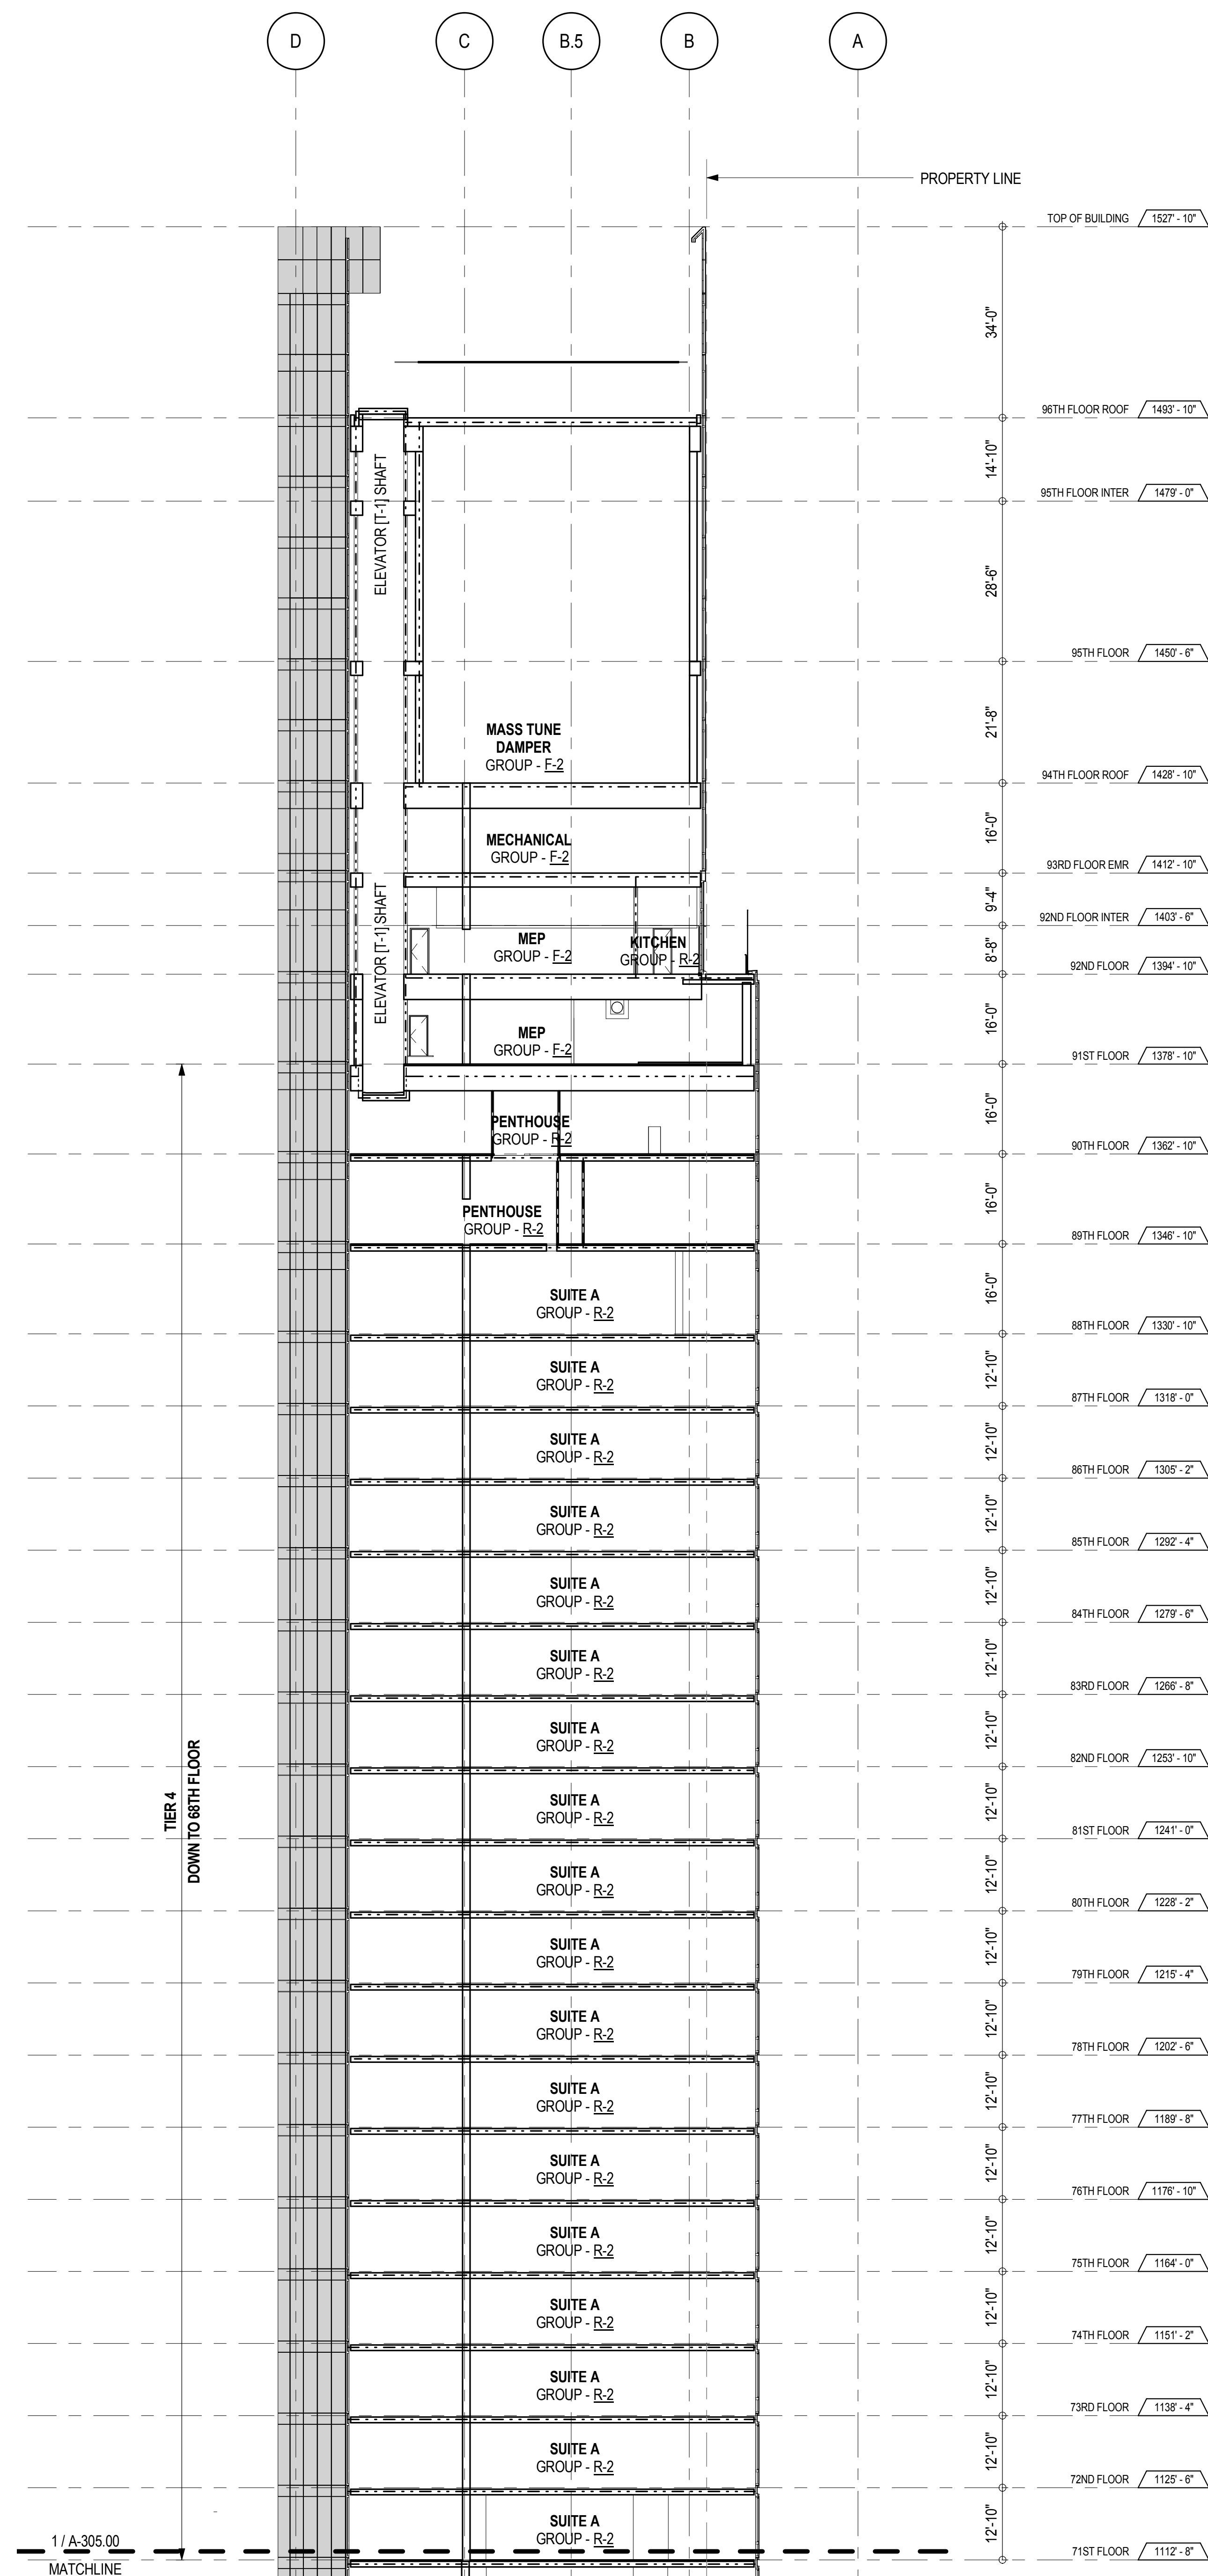 D
C
B.5
B
A
PROPERTY LINE
TOP OF BUILDING 1527' - 10"
34'-0"
96TH FLOOR ROOF 1493' - 10"
14'-10"
ELEVATOR [T-1] SHAFT
95TH FLOOR INTER 1479' - 0"
28'-6"
95TH FLOOR 1450' - 6"
21'-8"
MASS TUNE
DAMPER
GROUP - F-2
94TH FLOOR ROOF 1428' - 10"
16'-0"
MECHANICAL
GROUP - F-2
93RD FLOOR EMR 1412' - 10"
9'-4"
92ND FLOOR INTER 1403' - 6"
ELEVATOR [T-1] SHAFT
MEP
GROUP - F-2
KITCHEN
GROUP - R-2
8'-8"
92ND FLOOR 1394' - 10"
16'-0"
MEP
GROUP - F-2
91ST FLOOR 1378' - 10"
16'-0"
PENTHOUSE
GROUP - R-2
90TH FLOOR 1362' - 10"
16'-0"
PENTHOUSE
GROUP - R-2
89TH FLOOR 1346' - 10"
16'-0"
SUITE A
GROUP - R-2
88TH FLOOR 1330' - 10"
12'-10"
SUITE A
GROUP - R-2
87TH FLOOR 1318' - 0"
12'-10"
SUITE A
GROUP - R-2
86TH FLOOR 1305' - 2"
12'-10"
SUITE A
GROUP - R-2
85TH FLOOR 1292' - 4"
12'-10"
SUITE A
GROUP - R-2
84TH FLOOR 1279' - 6"
12'-10"
SUITE A
GROUP - R-2
83RD FLOOR 1266' - 8"
12'-10"
SUITE A
GROUP - R-2
82ND FLOOR 1253' - 10"
TIER 4
DOWN TO 68TH FLOOR
12'-10"
SUITE A
GROUP - R-2
81ST FLOOR 1241' - 0"
12'-10"
SUITE A
GROUP - R-2
80TH FLOOR 1228' - 2"
12'-10"
SUITE A
GROUP - R-2
79TH FLOOR 1215' - 4"
12'-10"
SUITE A
GROUP - R-2
78TH FLOOR 1202' - 6"
12'-10"
SUITE A
GROUP - R-2
77TH FLOOR 1189' - 8"
12'-10"
SUITE A
GROUP - R-2
76TH FLOOR 1176' - 10"
12'-10"
SUITE A
GROUP - R-2
75TH FLOOR 1164' - 0"
12'-10"
SUITE A
GROUP - R-2
74TH FLOOR 1151' - 2"
12'-10"
SUITE A
GROUP - R-2
73RD FLOOR 1138' - 4"
12'-10"
SUITE A
GROUP - R-2
72ND FLOOR 1125' - 6"
12'-10"
SUITE A
GROUP - R-2
1 / A-305.00
71ST FLOOR 1112' - 8"
MATCHLINE